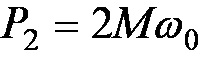 P₂ = 2Mω₀